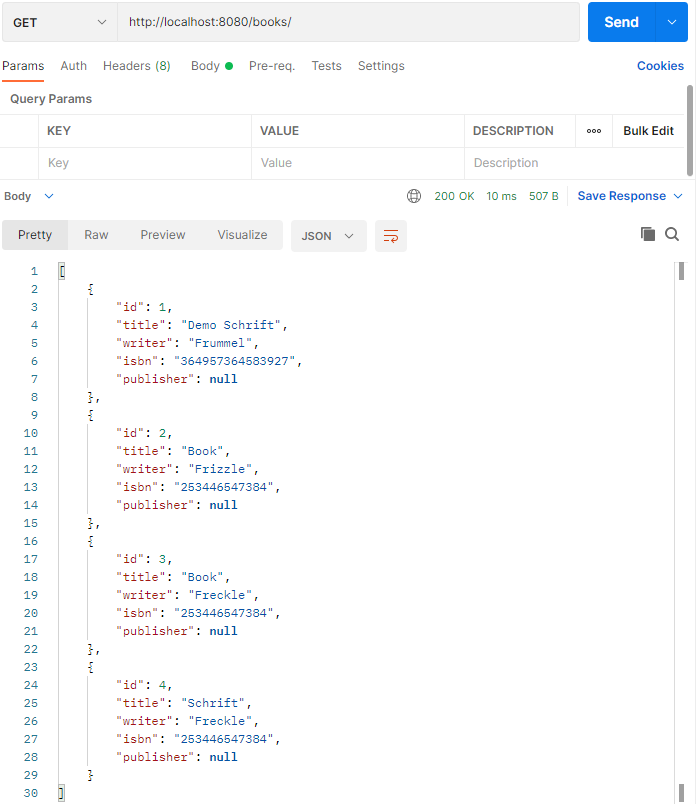 GET http://localhost:8080/books/ Send
Params Auth Headers (8) Body Pre-req. Tests Settings Cookies
Query Params
KEY VALUE DESCRIPTION ooo Bulk Edit
Key Value Description
Body 200 OK 10 ms 507 B Save Response
Pretty Raw Preview Visualize JSON
1 [
2 {
3 "id": 1,
4 "title": "Demo Schrift",
5 "writer": "Frummel",
6 "isbn": "364957364583927",
7 "publisher": null
8 },
9 {
10 "id": 2,
11 "title": "Book",
12 "writer": "Frizzle",
13 "isbn": "253446547384",
14 "publisher": null
15 },
16 {
17 "id": 3,
18 "title": "Book",
19 "writer": "Freckle",
20 "isbn": "253446547384",
21 "publisher": null
22 },
23 {
24 "id": 4,
25 "title": "Schrift",
26 "writer": "Freckle",
27 "isbn": "253446547384",
28 "publisher": null
29 }
30 ]